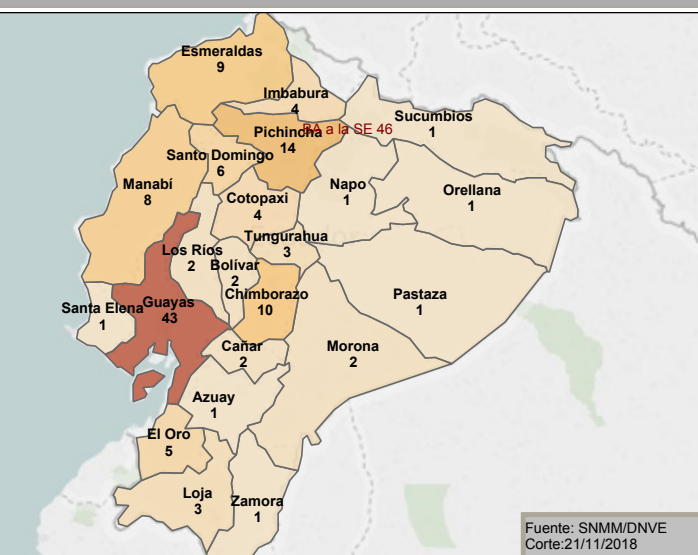 Esmeraldas
9
Imbabura
4
Sucumbios
1
Pichincha
14
BA a la SE 46
Santo Domingo
6
Manabí
8
Napo
1
Orellana
1
Cotopaxi
4
Tungurahua
3
Los Ríos
2
Bolívar
2
Chimborazo
10
Pastaza
1
Santa Elena
1
Guayas
43
Cañar
2
Morona
2
Azuay
1
El Oro
5
Loja
3
Zamora
1
Fuente: SNMM/DNVE
Corte:21/11/2018